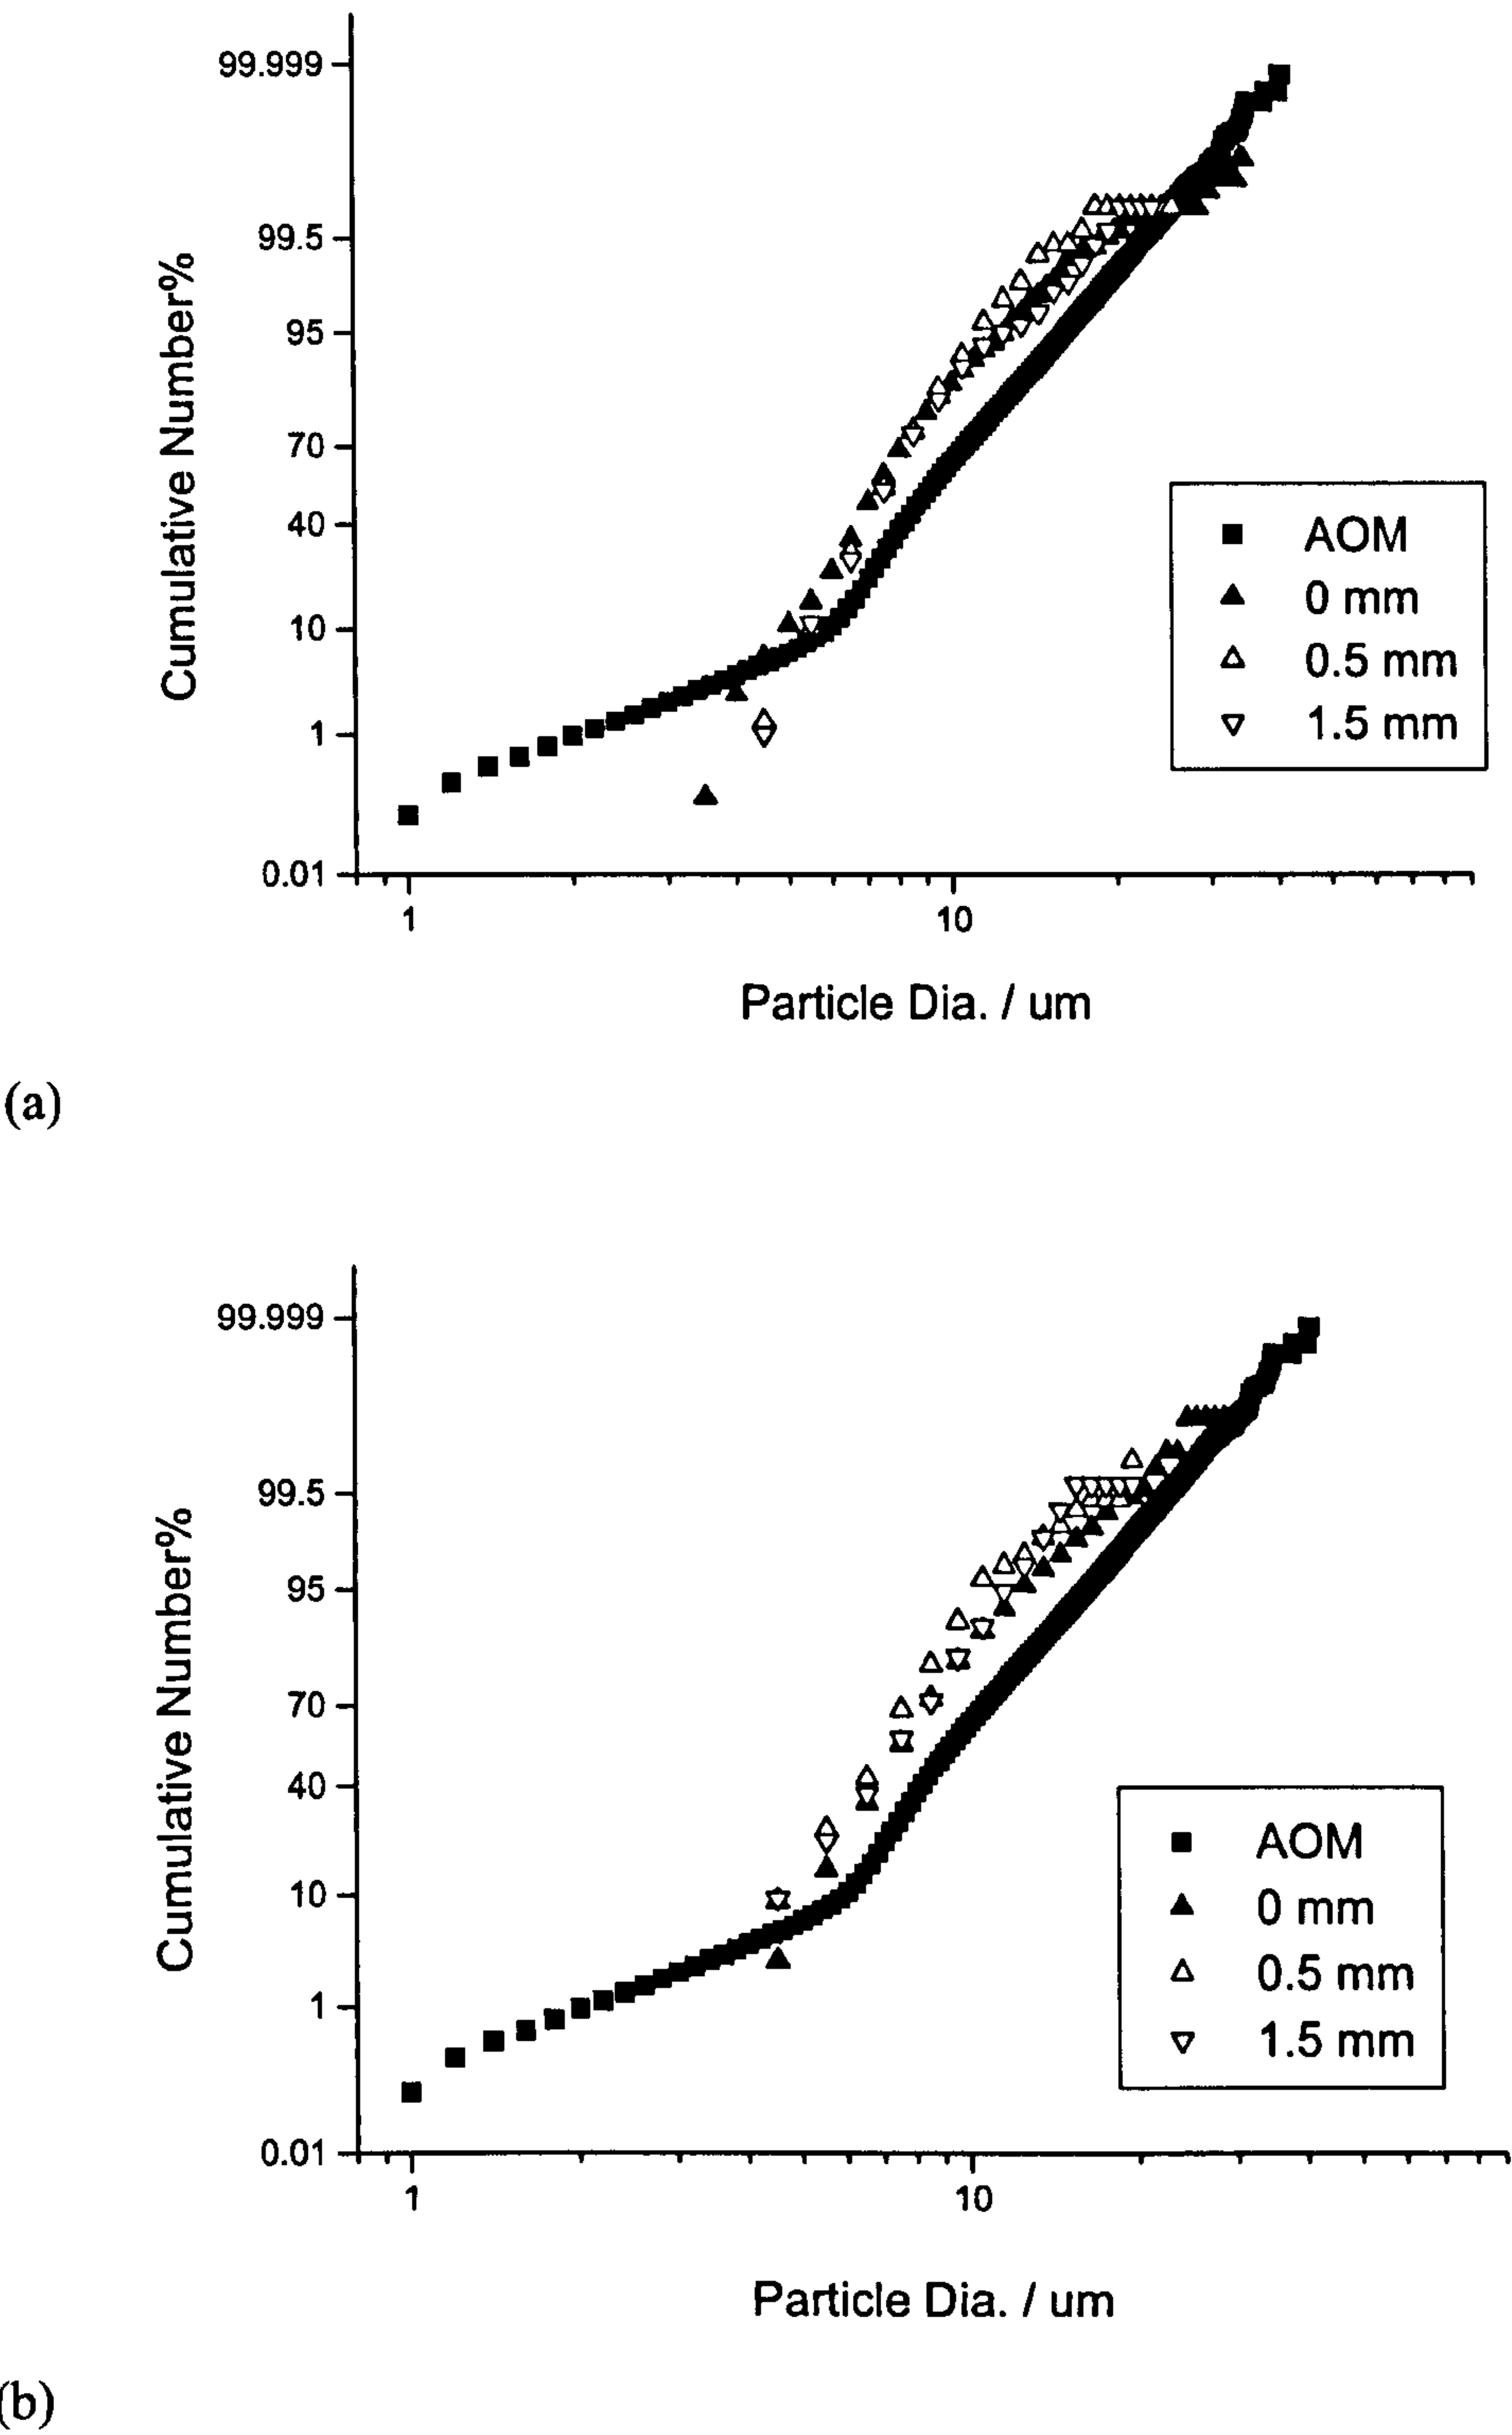 99.999
99.5
95
70
40
10
1
0.01
Cumulative Number%
1
10
Particle Dia. / um
AOM
0 mm
0.5 mm
1.5 mm
(a)
99.999
99.5
95
70
40
10
1
0.01
Cumulative Number%
1
10
Particle Dia. / um
AOM
0 mm
0.5 mm
1.5 mm
(b)